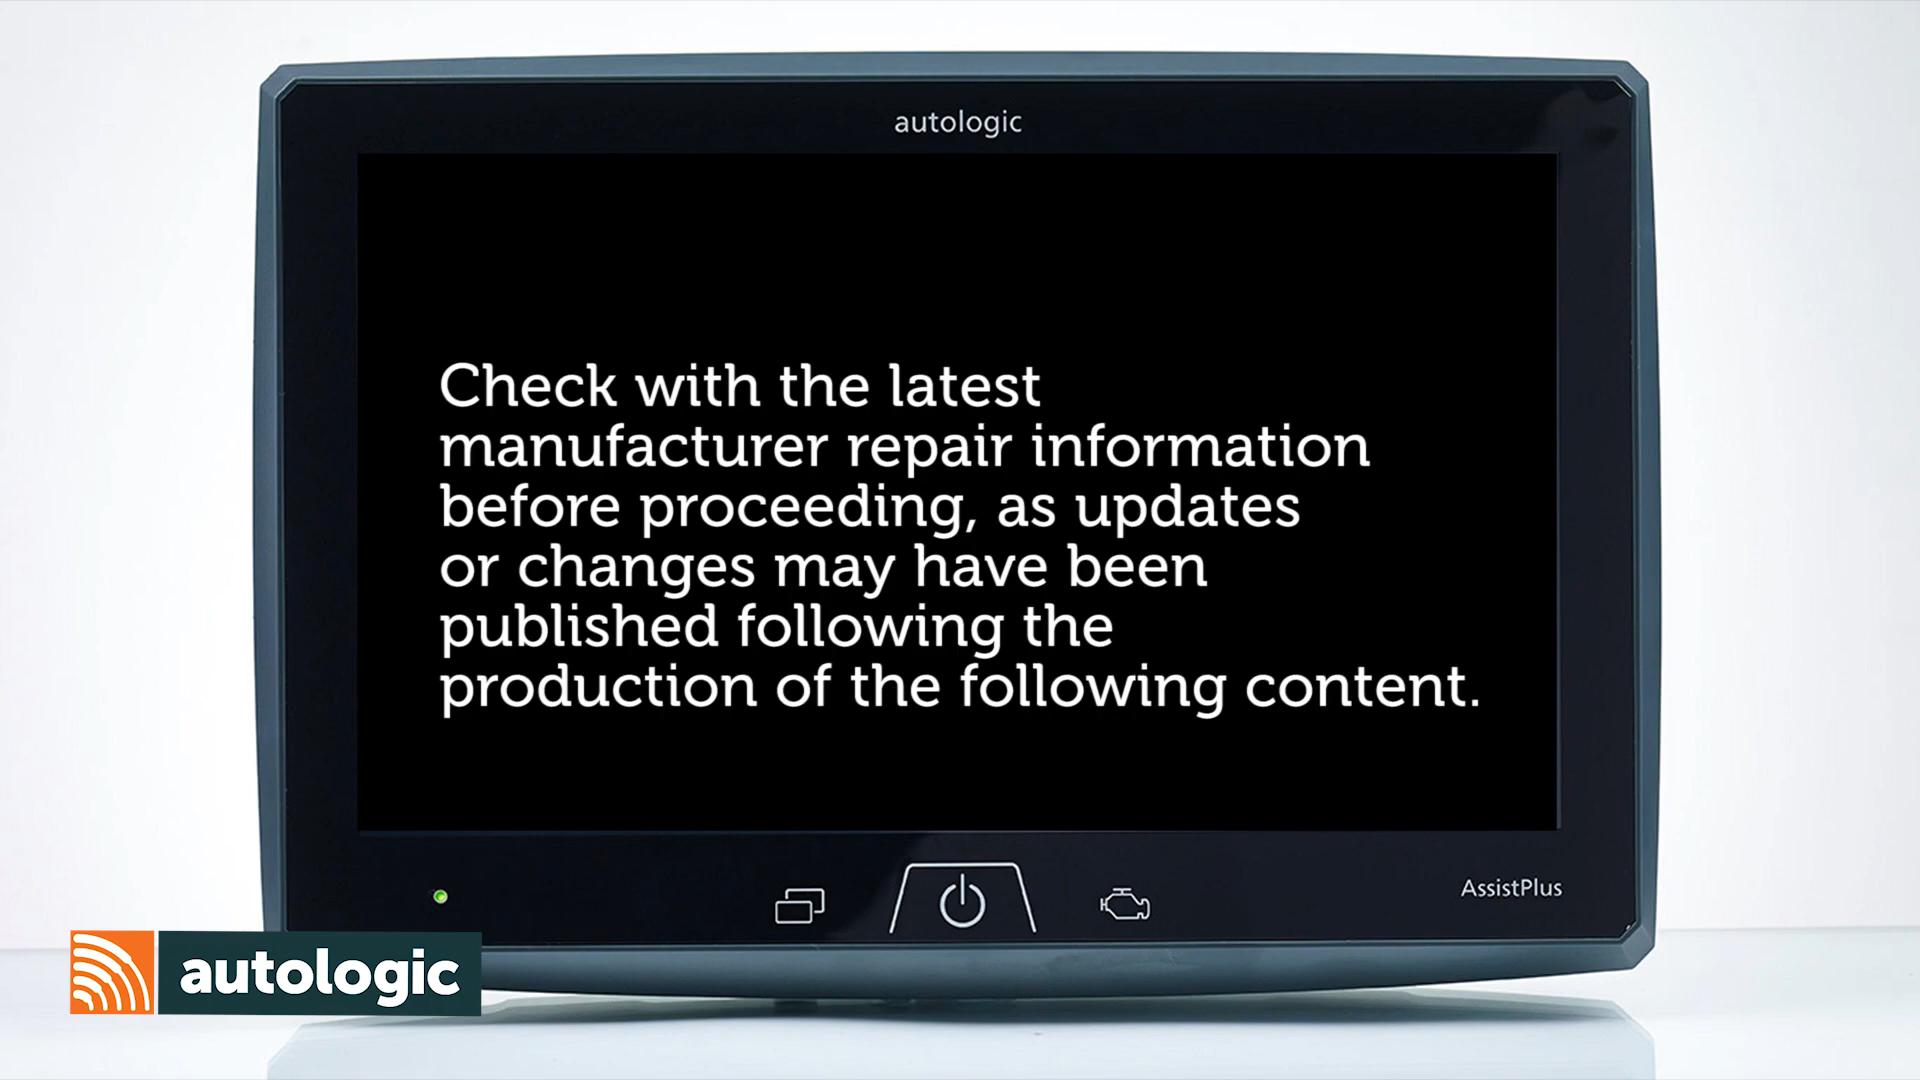 autologic
Check with the latest
manufacturer repair information
before proceeding, as updates
or changes may have been
published following the
production of the following content.
AssistPlus
autologic